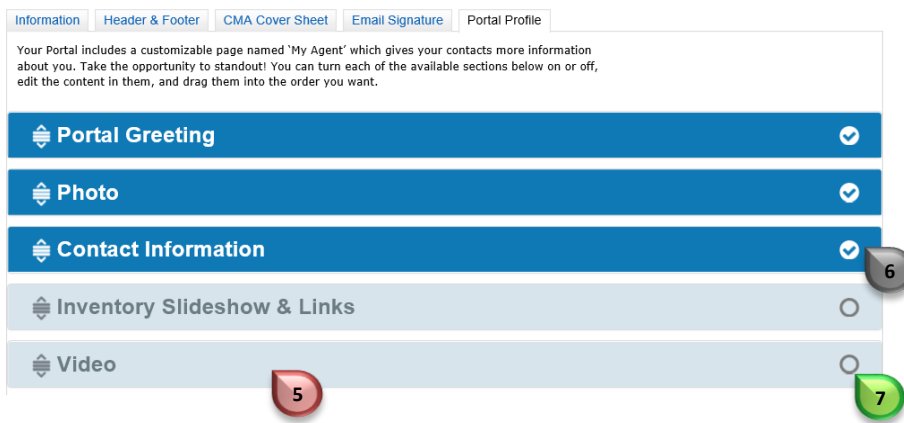 Information Header & Footer CMA Cover Sheet Email Signature Portal Profile
Your Portal includes a customizable page named `My Agent´ which gives your contacts more information
about you. Take the opportunity to standout! You can turn each of the available sections below on or off,
edit the content in them, and drag them into the order you want.
Portal Greeting
Photo
Contact Information
6
Inventory Slideshow & Links
Video
5
7